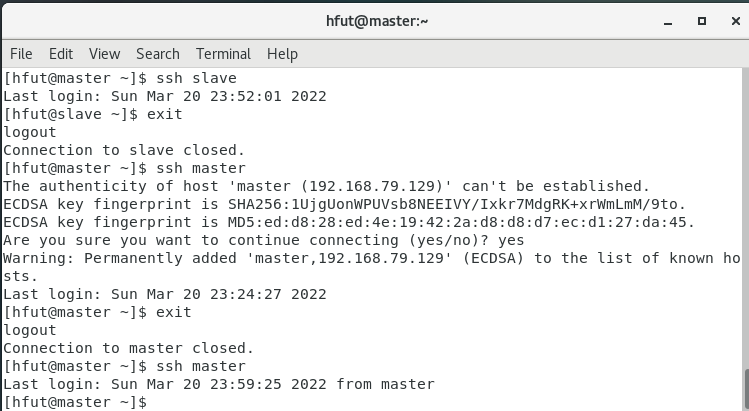 hfut@master:~
File Edit View Search Terminal Help
[hfut@master ~]$ ssh slave
Last login: Sun Mar 20 23:52:01 2022
[hfut@slave ~]$ exit
logout
Connection to slave closed.
[hfut@master ~]$ ssh master
The authenticity of host 'master (192.168.79.129)' can't be established.
ECDSA key fingerprint is SHA256:1UjgUonWPUVsb8NEEIVY/Ixkr7MdgRK+xrWmLmM/9to.
ECDSA key fingerprint is MD5:ed:d8:28:ed:4e:19:42:2a:d8:d8:d7:ec:d1:27:da:45.
Are you sure you want to continue connecting (yes/no)? yes
Warning: Permanently added 'master,192.168.79.129' (ECDSA) to the list of known ho
sts.
Last login: Sun Mar 20 23:24:27 2022
[hfut@master ~]$ exit
logout
Connection to master closed.
[hfut@master ~]$ ssh master
Last login: Sun Mar 20 23:59:25 2022 from master
[hfut@master ~]$